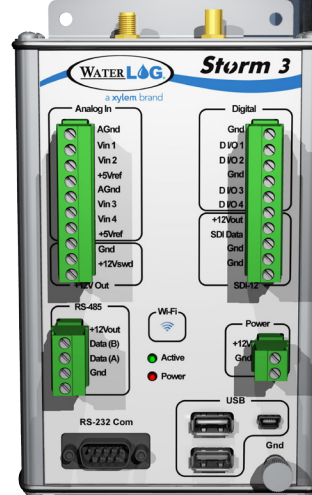 WATERLOG.
Storm 3
a xylem brand
Analog In
AGnd
Vin 1
Vin 2
+5Vref
AGnd
Vin 3
Vin 4
+5Vref
Gnd
+12Vswd
+12V Out
Digital
Gnd
D I/O 1
D I/O 2
Gnd
D I/O 3
D I/O 4
+12Vout
SDI Data
Gnd
Gnd
SDI-12
RS-485
+12Vout
Data (B)
Data (A)
Gnd
Wi-Fi
Active
Power
Power
+12V
Gnd
RS-232 Com
USB
Gnd